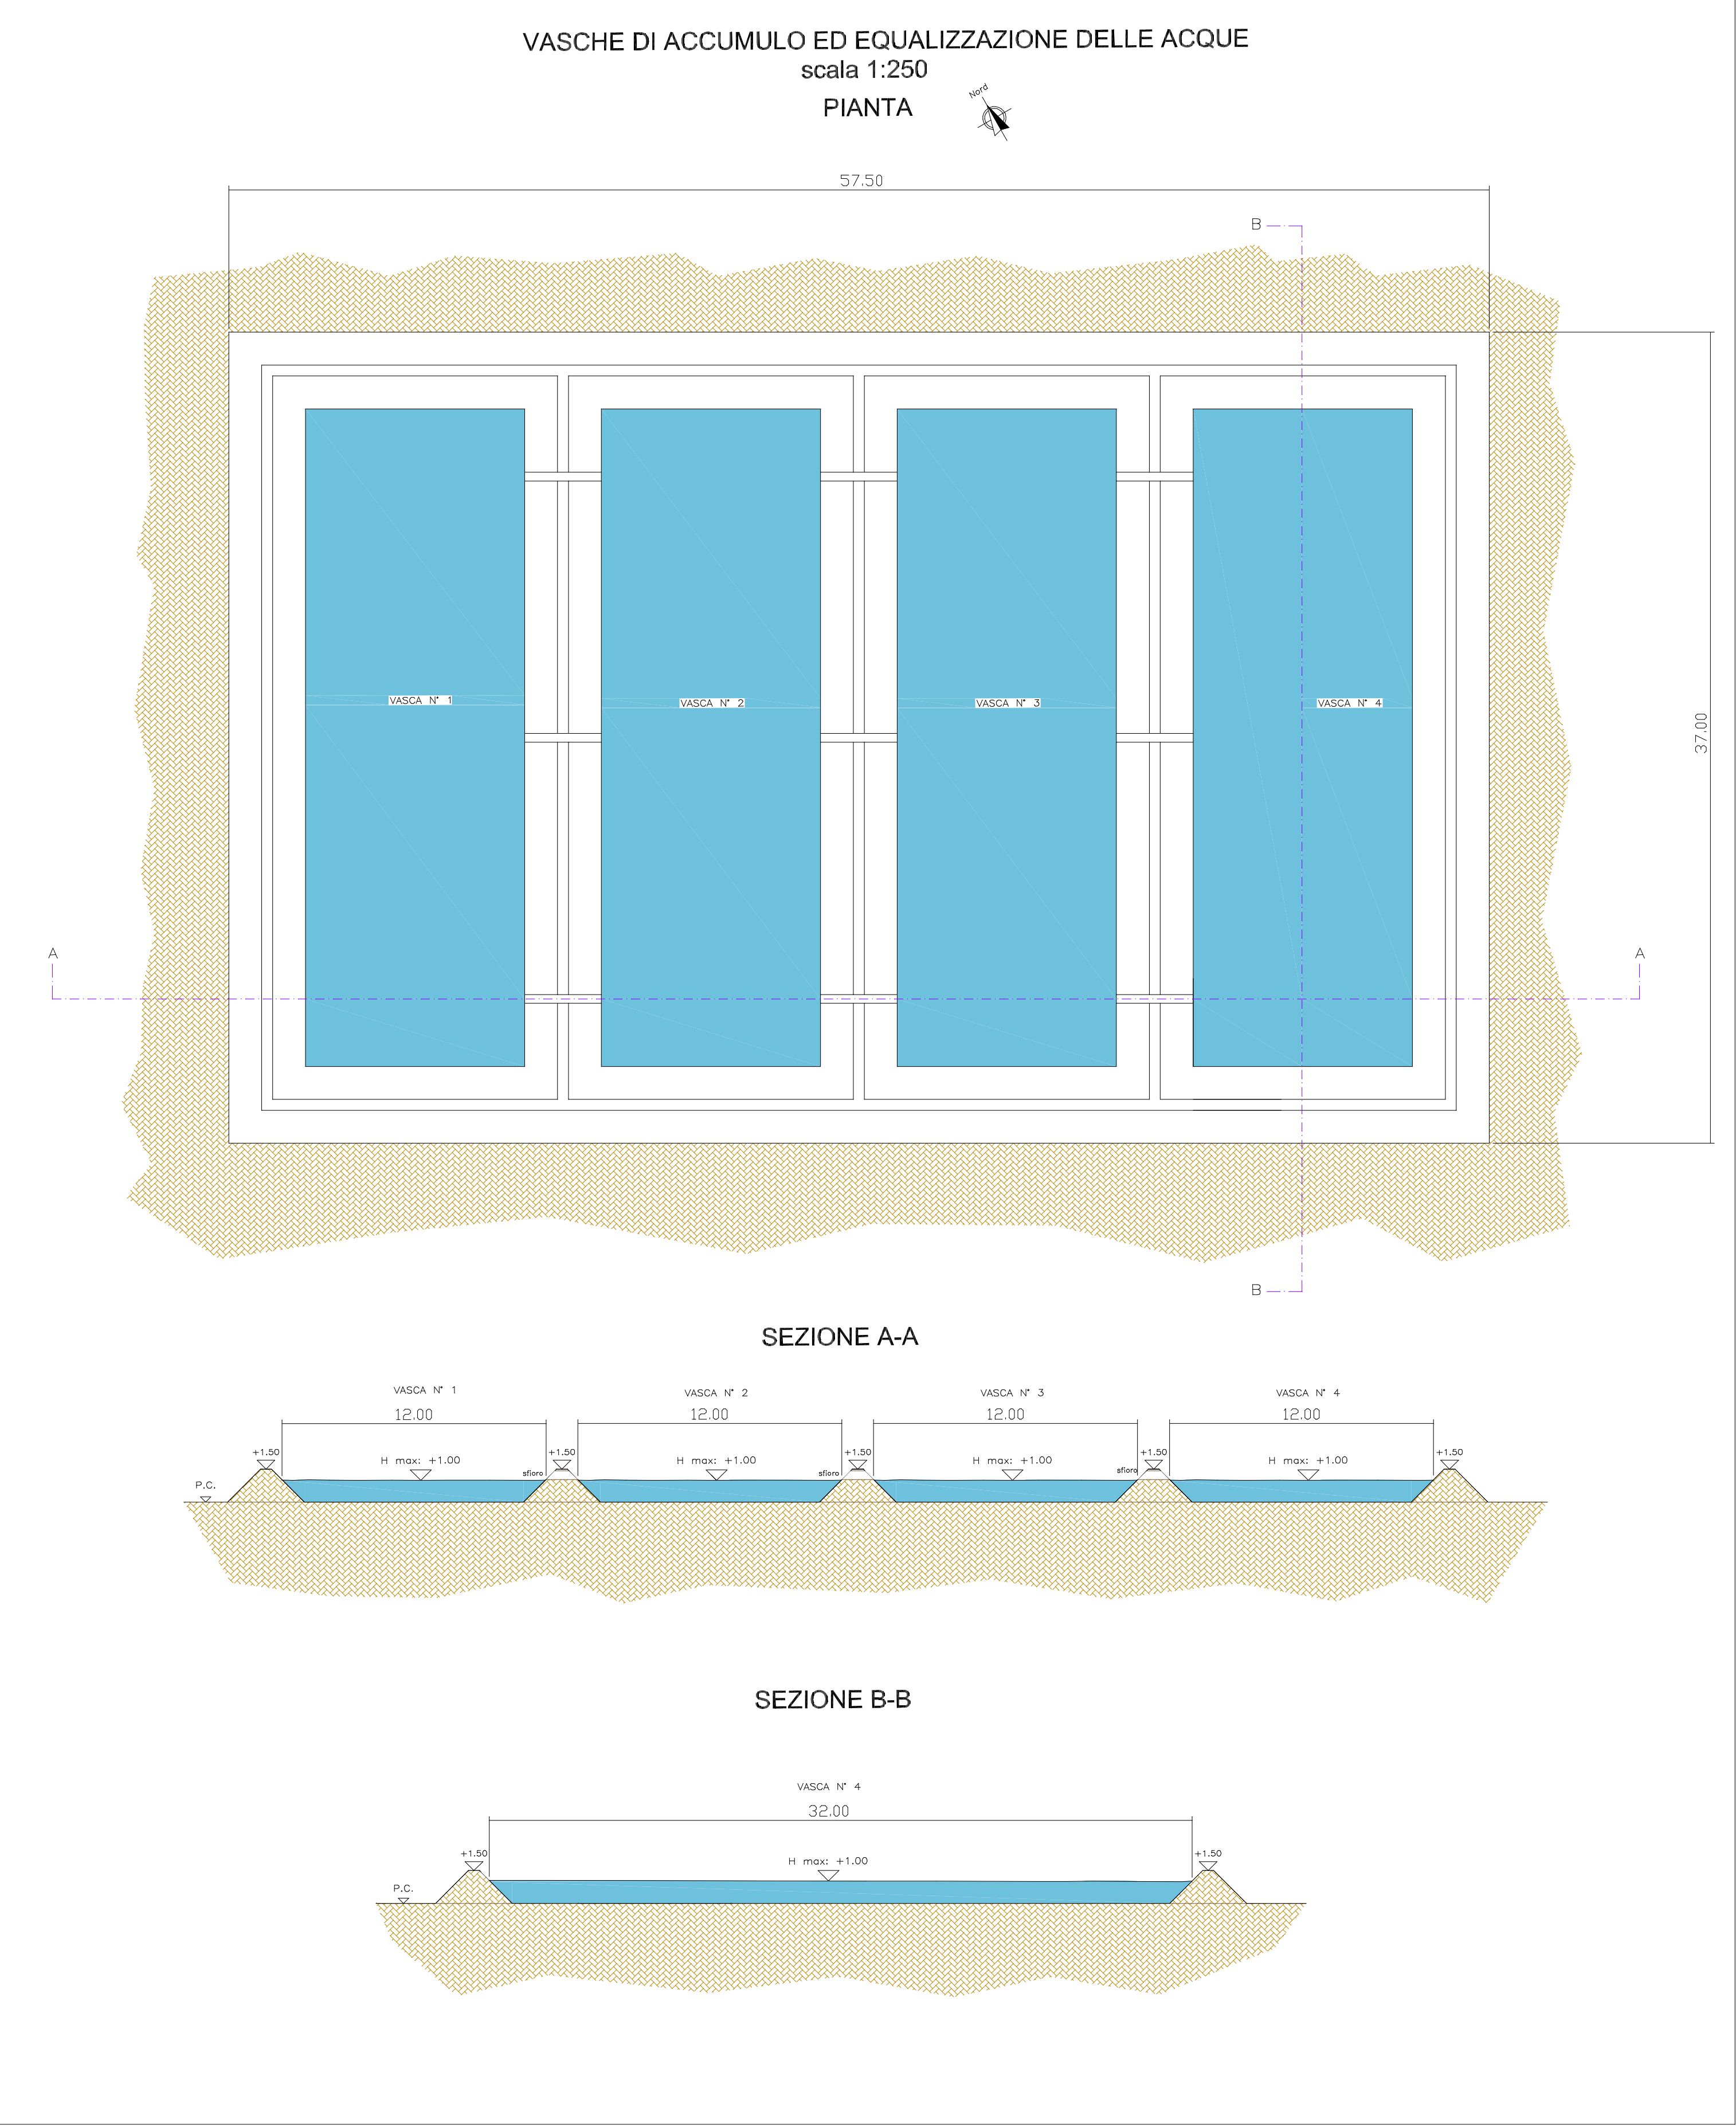 VASCHE DI ACCUMULO ED EQUALIZZAZIONE DELLE ACQUE
scala 1:250
PIANTA
Nord
57.50
B
VASCA N° 1
VASCA N° 2
VASCA N° 3
VASCA N° 4
37.00
A
A
B
SEZIONE A-A
VASCA N° 1
VASCA N° 2
VASCA N° 3
VASCA N° 4
12.00
12.00
12.00
12.00
+1.50
+1.50
+1.50
+1.50
+1.50
H max: +1.00
H max: +1.00
H max: +1.00
H max: +1.00
sfioro
sfioro
sfioro
P.C.
SEZIONE B-B
VASCA N° 4
32.00
+1.50
+1.50
H max: +1.00
P.C.